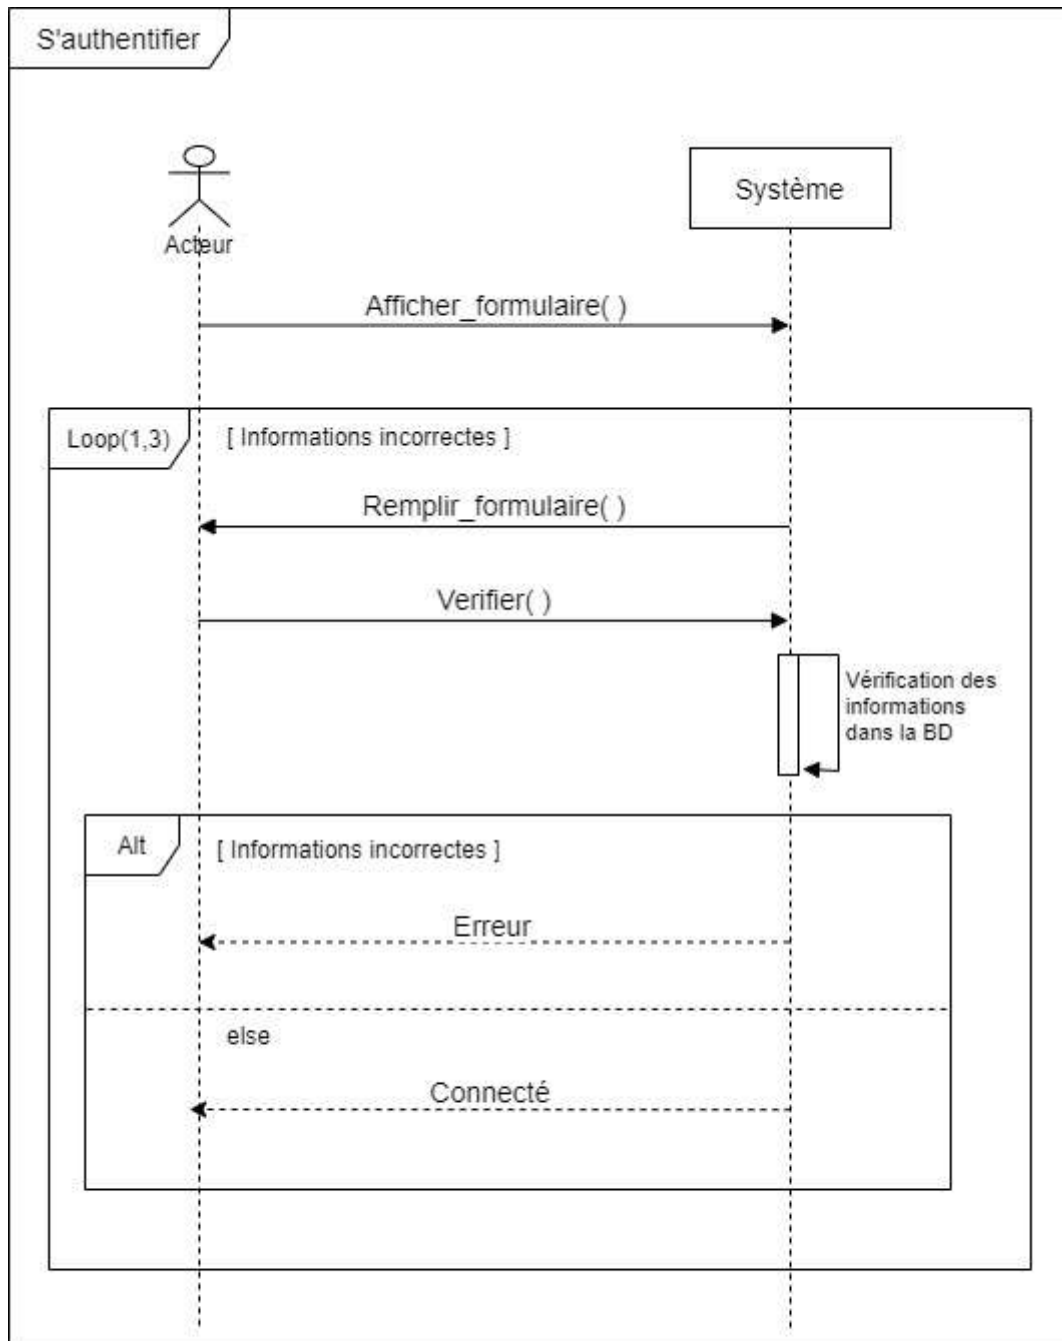 S'authentifier
Système
Acteur
Afficher_formulaire( )
Loop(1,3)
[ Informations incorrectes ]
Remplir_formulaire( )
Verifier( )
Vérification des
informations
dans la BD
Alt
[ Informations incorrectes ]
Erreur
else
Connecté